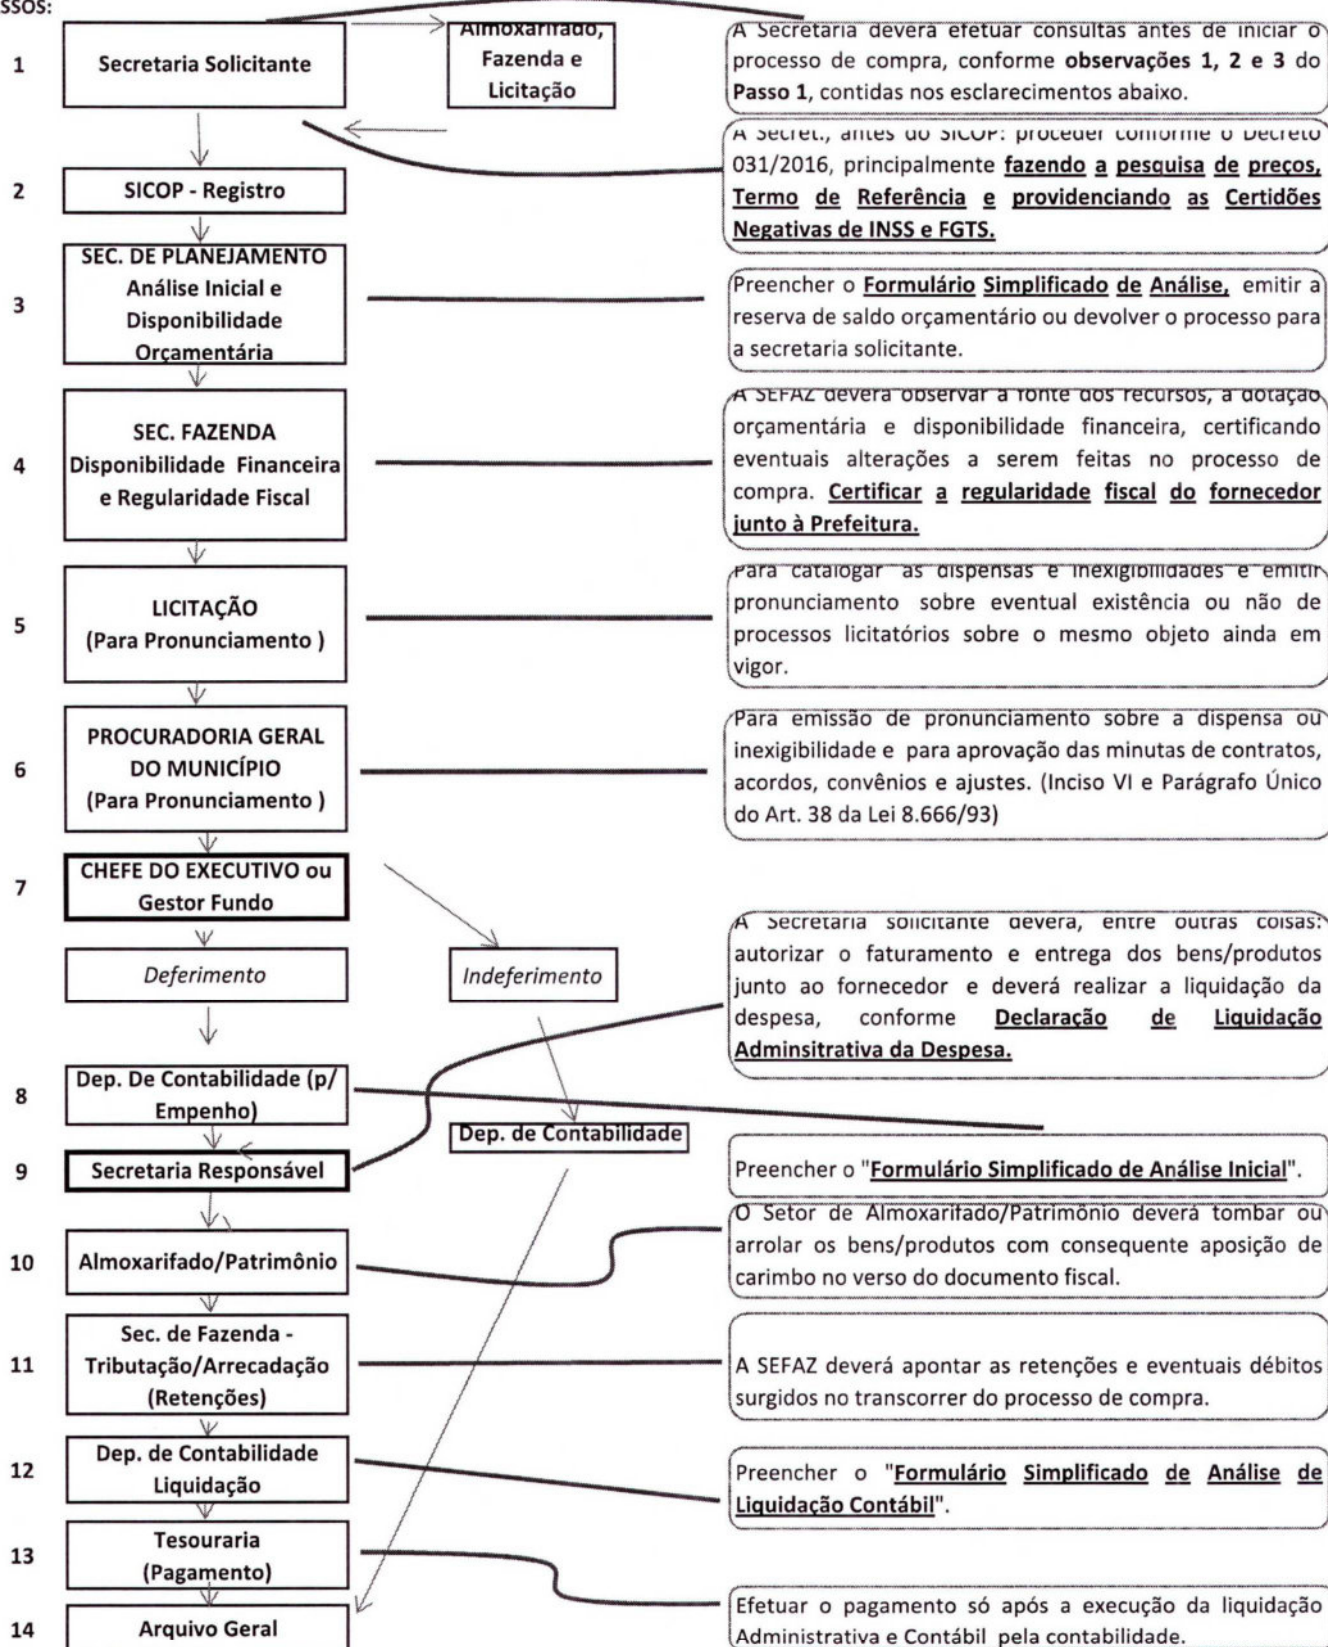 SSOS:
1
Secretaria Solicitante
Almoxarifado,
Fazenda e
Licitação
A Secretaria deverá efetuar consultas antes de iniciar o
processo de compra, conforme observações 1, 2 e 3 do
Passo 1, contidas nos esclarecimentos abaixo.
2
SICOP - Registro
A Secret., antes do SICOP: proceder conforme o Decreto
031/2016, principalmente fazendo a pesquisa de preços,
Termo de Referência e providenciando as Certidões
Negativas de INSS e FGTS.
3
SEC. DE PLANEJAMENTO
Análise Inicial e
Disponibilidade
Orçamentária
Preencher o Formulário Simplificado de Análise, emitir a
reserva de saldo orçamentário ou devolver o processo para
a secretaria solicitante.
4
SEC. FAZENDA
Disponibilidade Financeira
e Regularidade Fiscal
A SEFAZ deverá observar a fonte dos recursos, a dotação
orçamentária e disponibilidade financeira, certificando
eventuais alterações a serem feitas no processo de
compra. Certificar a regularidade fiscal do fornecedor
junto à Prefeitura.
5
LICITAÇÃO
(Para Pronunciamento )
Para catalogar as dispensas e inexigibilidades e emitir
pronunciamento sobre eventual existência ou não de
processos licitatórios sobre o mesmo objeto ainda em
vigor.
6
PROCURADORIA GERAL
DO MUNICÍPIO
(Para Pronunciamento )
Para emissão de pronunciamento sobre a dispensa ou
inexigibilidade e para aprovação das minutas de contratos,
acordos, convênios e ajustes. (Inciso VI e Parágrafo Único
do Art. 38 da Lei 8.666/93)
7
CHEFE DO EXECUTIVO ou
Gestor Fundo
Deferimento
Indeferimento
A Secretaria solicitante deverá, entre outras coisas:
autorizar o faturamento e entrega dos bens/produtos
junto ao fornecedor e deverá realizar a liquidação da
despesa, conforme Declaração de Liquidação
Adminsitrativa da Despesa.
8
Dep. De Contabilidade (p/
Empenho)
Dep. de Contabilidade
9
Secretaria Responsável
Preencher o "Formulário Simplificado de Análise Inicial".
10
Almoxarifado/Patrimônio
O Setor de Almoxarifado/Patrimônio deverá tombar ou
arrolar os bens/produtos com consequente aposição de
carimbo no verso do documento fiscal.
11
Sec. de Fazenda -
Tributação/Arrecadação
(Retenções)
A SEFAZ deverá apontar as retenções e eventuais débitos
surgidos no transcorrer do processo de compra.
12
Dep. de Contabilidade
Liquidação
Preencher o "Formulário Simplificado de Análise de
Liquidação Contábil".
13
Tesouraria
(Pagamento)
14
Arquivo Geral
Efetuar o pagamento só após a execução da liquidação
Administrativa e Contábil pela contabilidade.